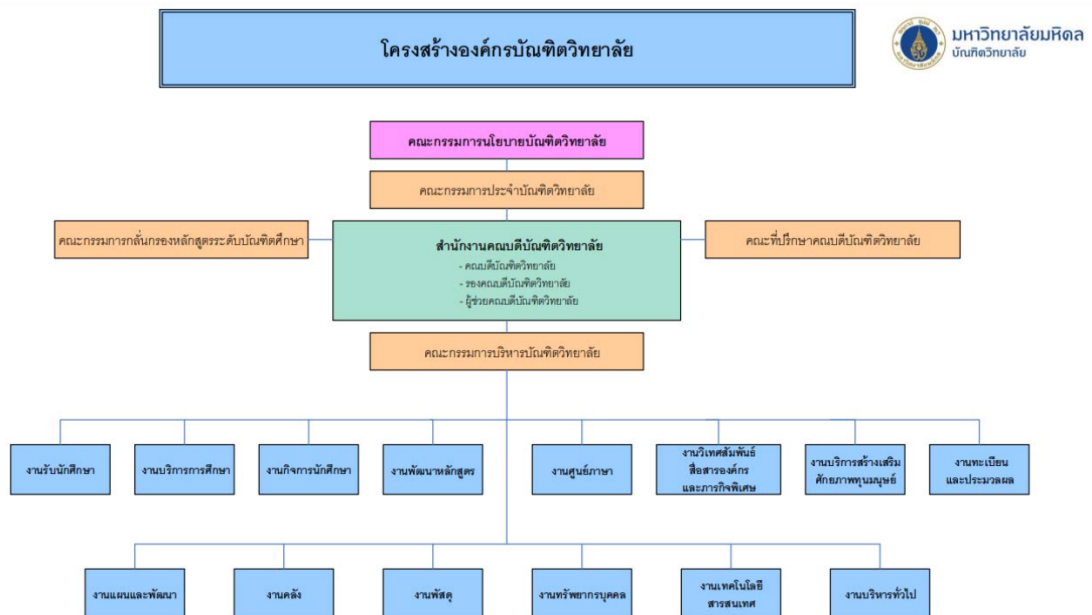 โครงสร้างองค์กรบัณฑิตวิทยาลัย
มหาวิทยาลัยมหิดล
บัณฑิตวิทยาลัย
คณะกรรมการนโยบายบัณฑิตวิทยาลัย
คณะกรรมการประจำบัณฑิตวิทยาลัย
คณะกรรมการกลั่นกรองหลักสูตรระดับบัณฑิตศึกษา
สำนักงานคณบดีบัณฑิตวิทยาลัย
- คณบดีบัณฑิตวิทยาลัย
- รองคณบดีบัณฑิตวิทยาลัย
- ผู้ช่วยคณบดีบัณฑิตวิทยาลัย
คณะที่ปรึกษาคณบดีบัณฑิตวิทยาลัย
คณะกรรมการบริหารบัณฑิตวิทยาลัย
งานรับนักศึกษา
งานบริการการศึกษา
งานกิจการนักศึกษา
งานพัฒนาหลักสูตร
งานศูนย์ภาษา
งานวิเทศสัมพันธ์
สื่อสารองค์กร
และภารกิจพิเศษ
งานบริการสร้างเสริม
ศักยภาพทุนมนุษย์
งานทะเบียน
และประมวลผล
งานแผนและพัฒนา
งานคลัง
งานพัสดุ
งานทรัพยากรบุคคล
งานเทคโนโลยี
สารสนเทศ
งานบริหารทั่วไป